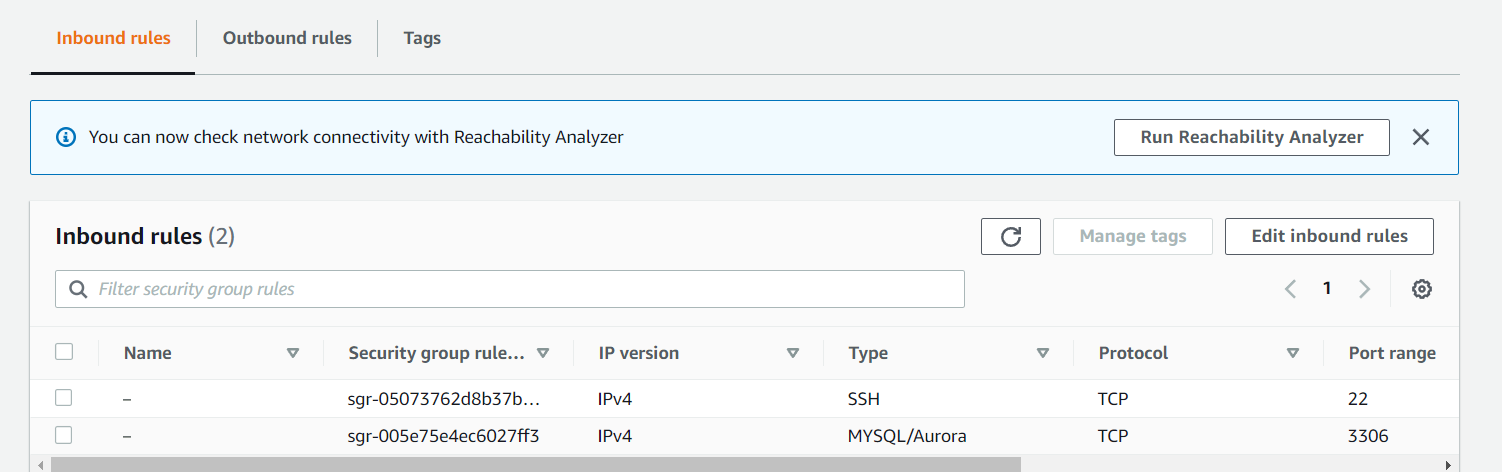 Inbound rules Outbound rules Tags
You can now check network connectivity with Reachability Analyzer Run Reachability Analyzer
Inbound rules (2) Manage tags Edit inbound rules
Filter security group rules 1
Name Security group rule... IP version Type Protocol Port range
– sgr-05073762d8b37b... IPv4 SSH TCP 22
– sgr-005e75e4ec6027ff3 IPv4 MYSQL/Aurora TCP 3306